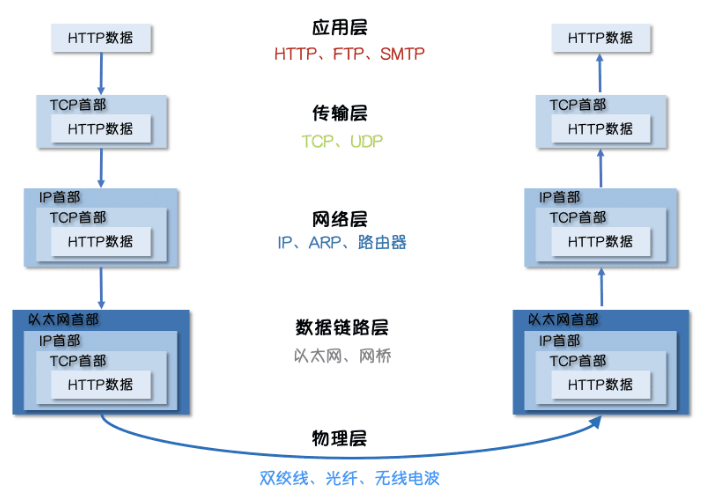 HTTP数据
应用层
HTTP、FTP、SMTP
HTTP数据
TCP首部
HTTP数据
传输层
TCP、UDP
TCP首部
HTTP数据
IP首部
TCP首部
HTTP数据
网络层
IP、ARP、路由器
IP首部
TCP首部
HTTP数据
以太网首部
IP首部
TCP首部
HTTP数据
数据链路层
以太网、网桥
以太网首部
IP首部
TCP首部
HTTP数据
物理层
双绞线、光纤、无线电波